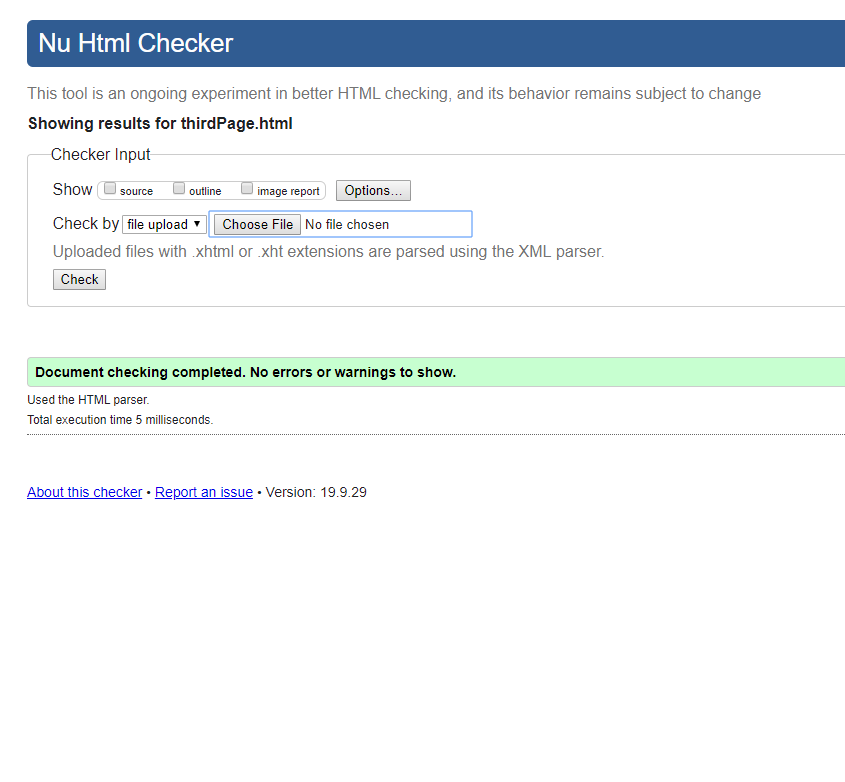 Nu Html Checker
This tool is an ongoing experiment in better HTML checking, and its behavior remains subject to change
Showing results for thirdPage.html
Checker Input
Show source outline image report Options...
Check by file upload Choose File No file chosen
Uploaded files with .xhtml or .xht extensions are parsed using the XML parser.
Check
Document checking completed. No errors or warnings to show.
Used the HTML parser.
Total execution time 5 milliseconds.
About this checker • Report an issue • Version: 19.9.29